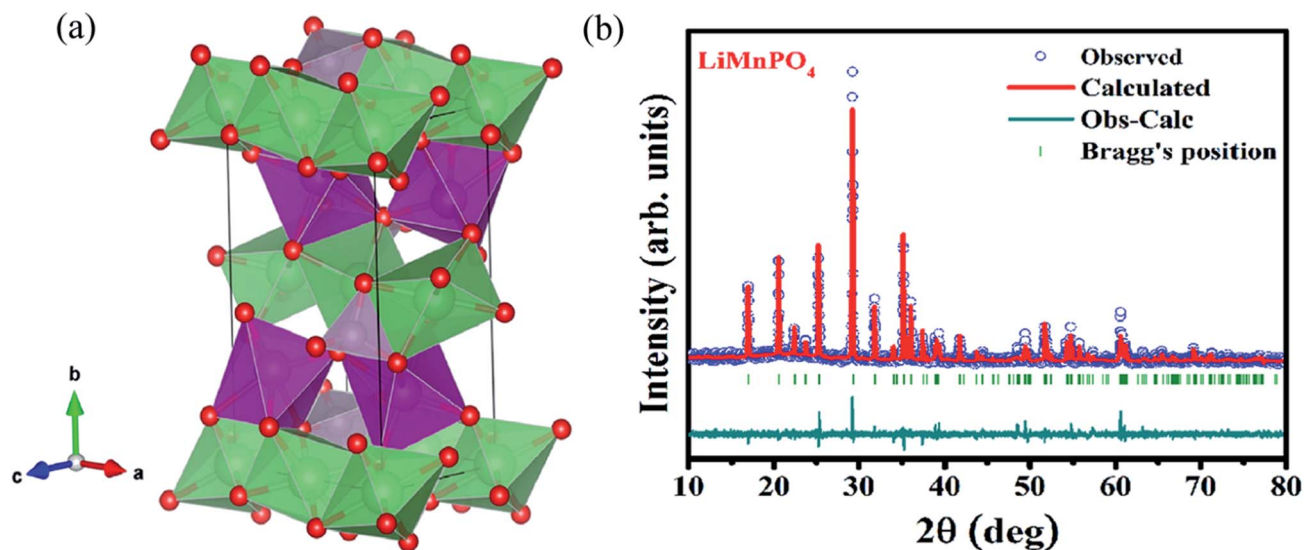 (a)
b
c
a
(b)
LiMnPO4
Observed
Calculated
Obs-Calc
Bragg's position
Intensity (arb. units)
10 20 30 40 50 60 70 80
2θ (deg)